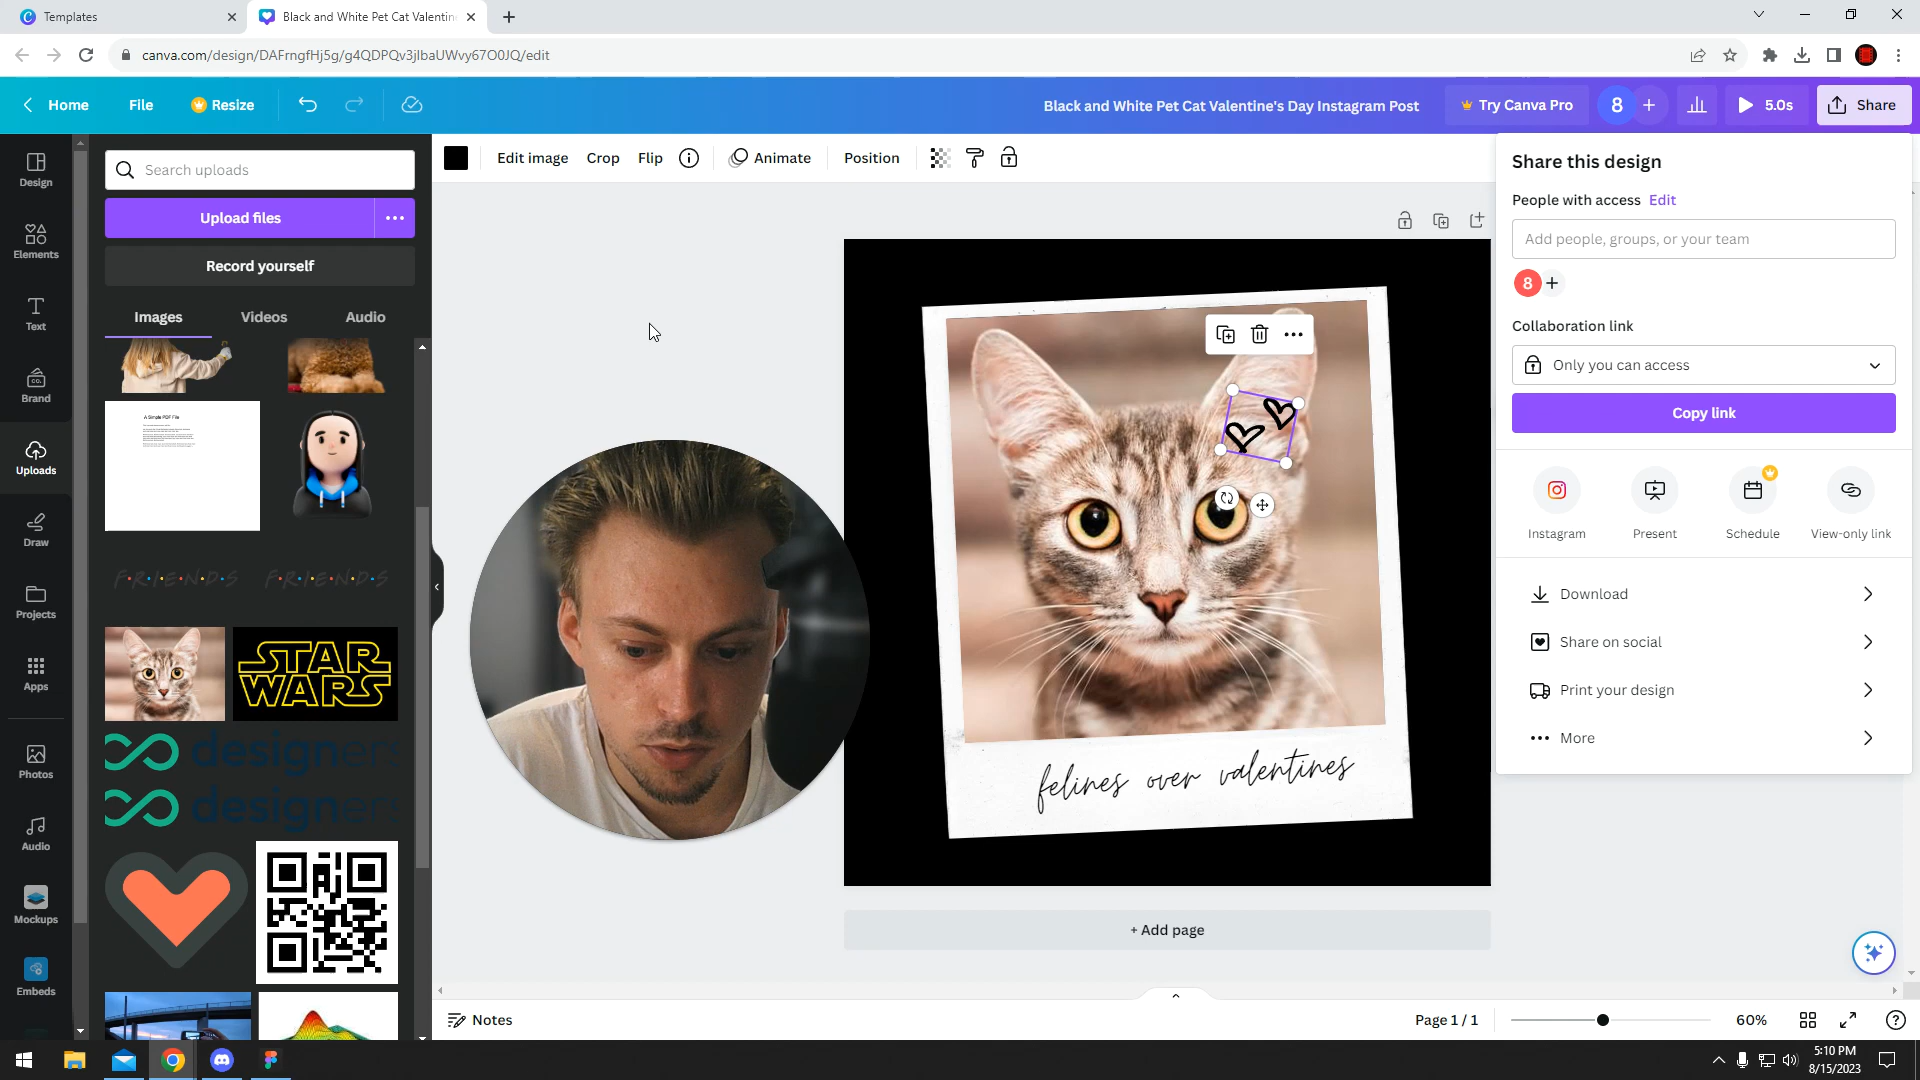 Templates
Black and White Pet Cat Valentin
canva.com/design/DAFrngfHj5g/g4QDPQv3jlbaUWvy67O0JQ/edit
Home
File
Resize
Black and White Pet Cat Valentine's Day Instagram Post
Try Canva Pro
8
5.0s
Share
Design
Elements
Text
Brand
Uploads
Draw
Projects
Apps
Photos
Audio
Mockups
Embeds
Search uploads
Upload files
Record yourself
Images
Videos
Audio
A Simple PDF File
F·R·I·E·N·D·S
F·R·I·E·N·D·S
STAR
WARS
designers
designers
Edit image
Crop
Flip
Animate
Position
felines over valentines
+ Add page
Share this design
People with access
Edit
Add people, groups, or your team
8
Collaboration link
Only you can access
Copy link
Instagram
Present
Schedule
View-only link
Download
Share on social
Print your design
More
Notes
Page 1 / 1
60%
5:10 PM
8/15/2023